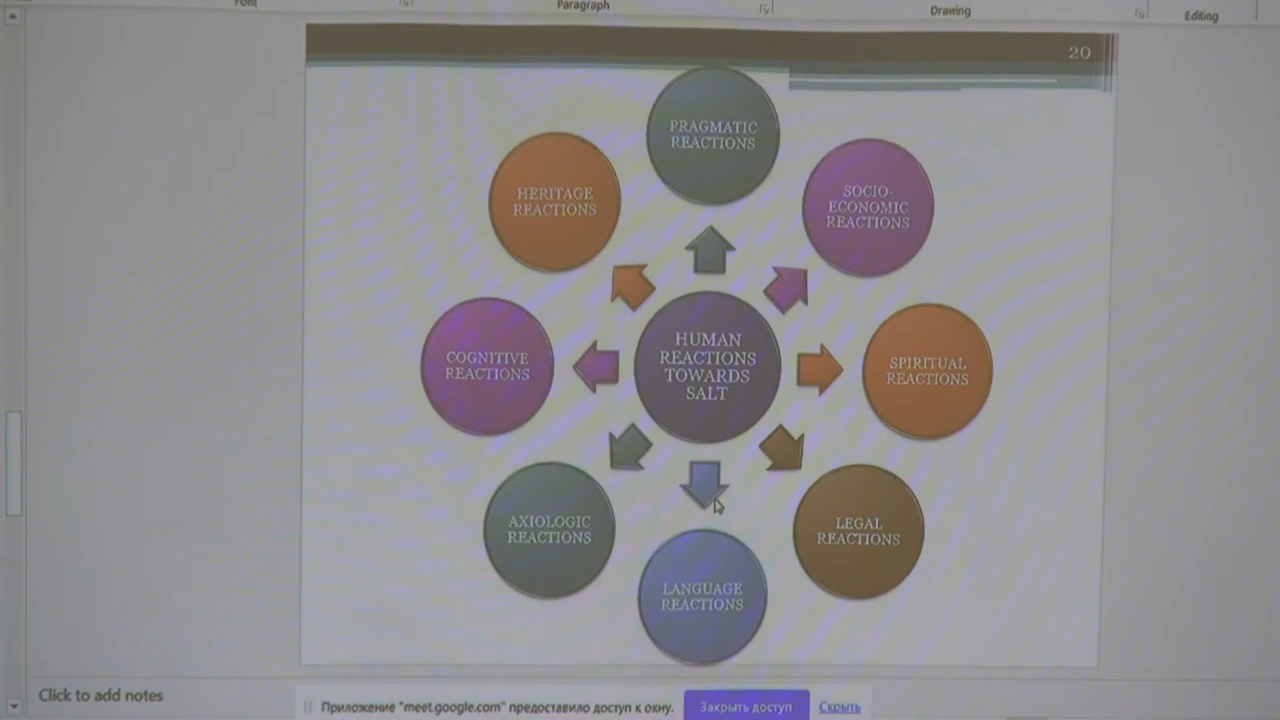 Font
Paragraph
Drawing
Editing
20
PRAGMATIC
REACTIONS
HERITAGE
REACTIONS
SOCIO-
ECONOMIC
REACTIONS
COGNITIVE
REACTIONS
HUMAN
REACTIONS
TOWARDS
SALT
SPIRITUAL
REACTIONS
AXIOLOGIC
REACTIONS
LEGAL
REACTIONS
LANGUAGE
REACTIONS
Click to add notes
Приложение "meet.google.com" предоставило доступ к окну.
Закрыть доступ
Скрыть